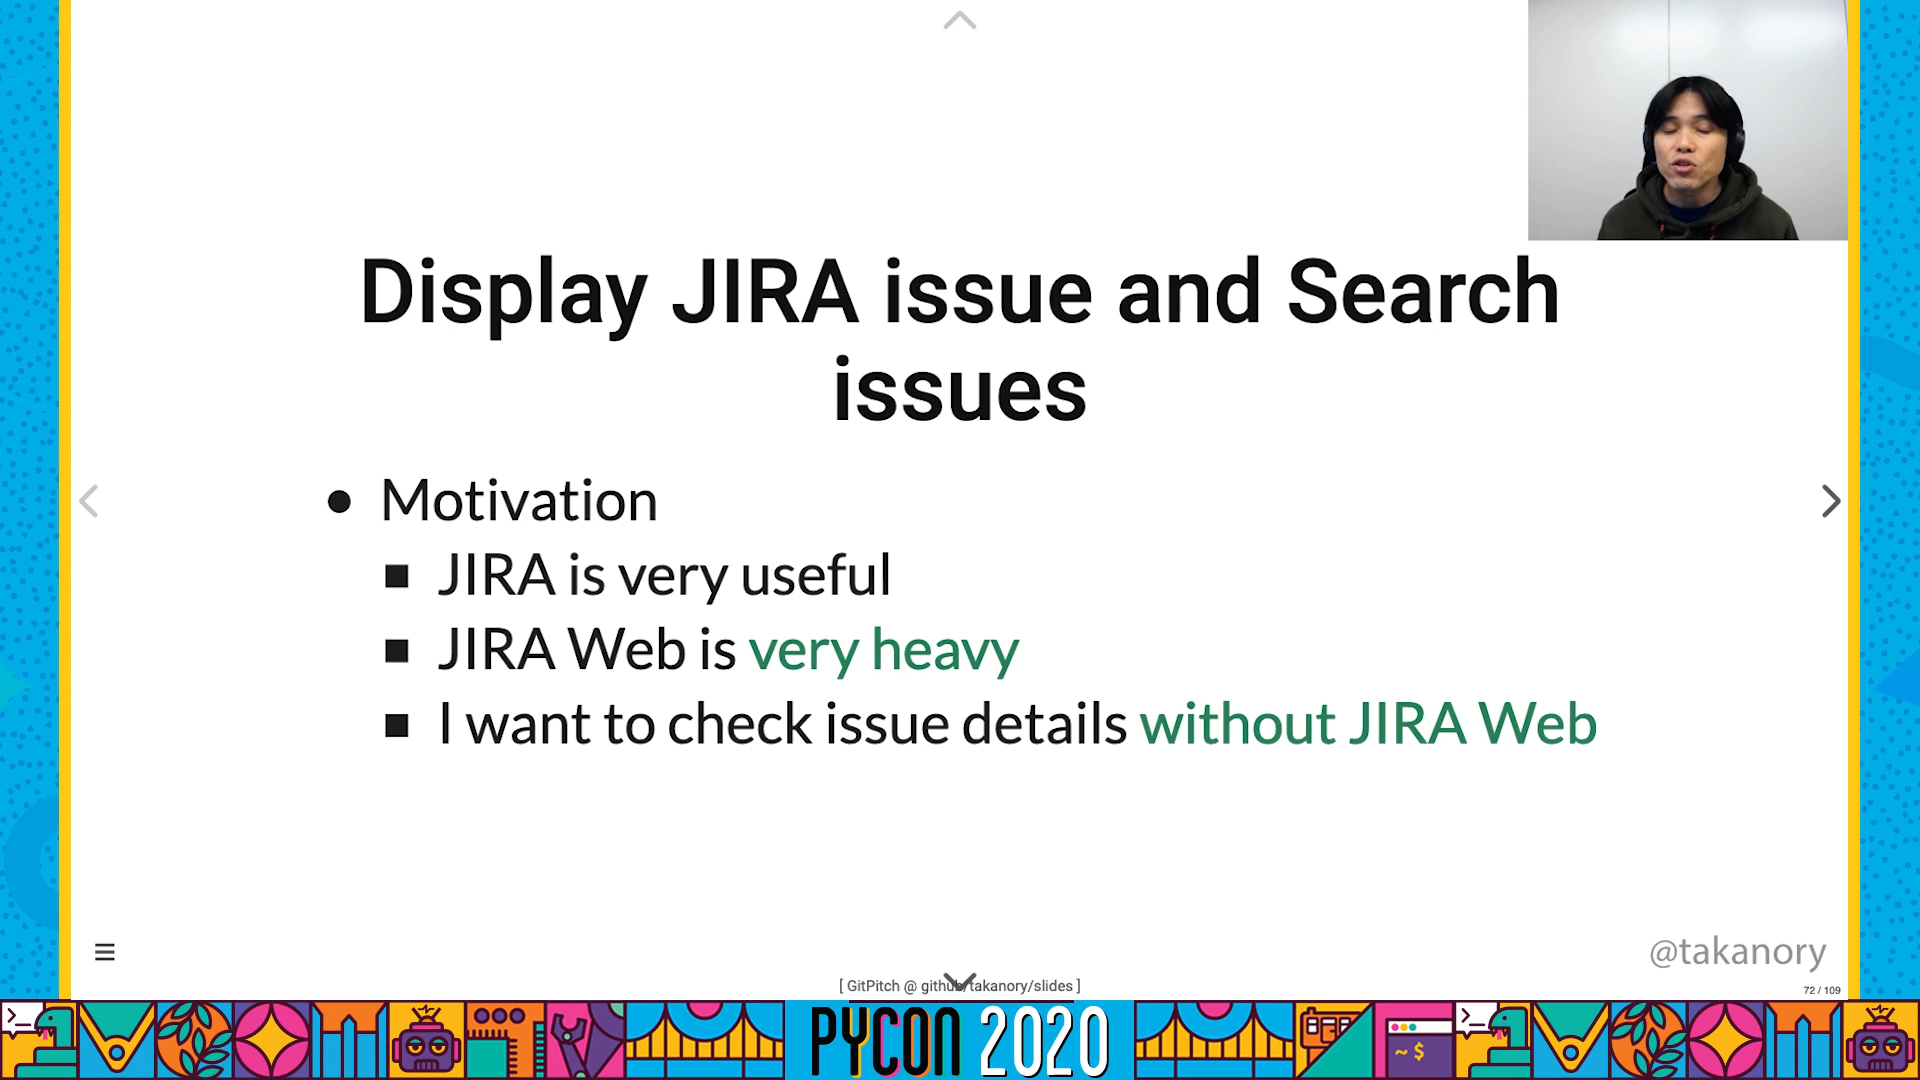 Display JIRA issue and Search
issues
● Motivation
■ JIRA is very useful
■ JIRA Web is very heavy
■ I want to check issue details without JIRA Web
@takanory
[ GitPitch @ github/takanory/slides ]
72 / 109
PYCON 2020
~ $